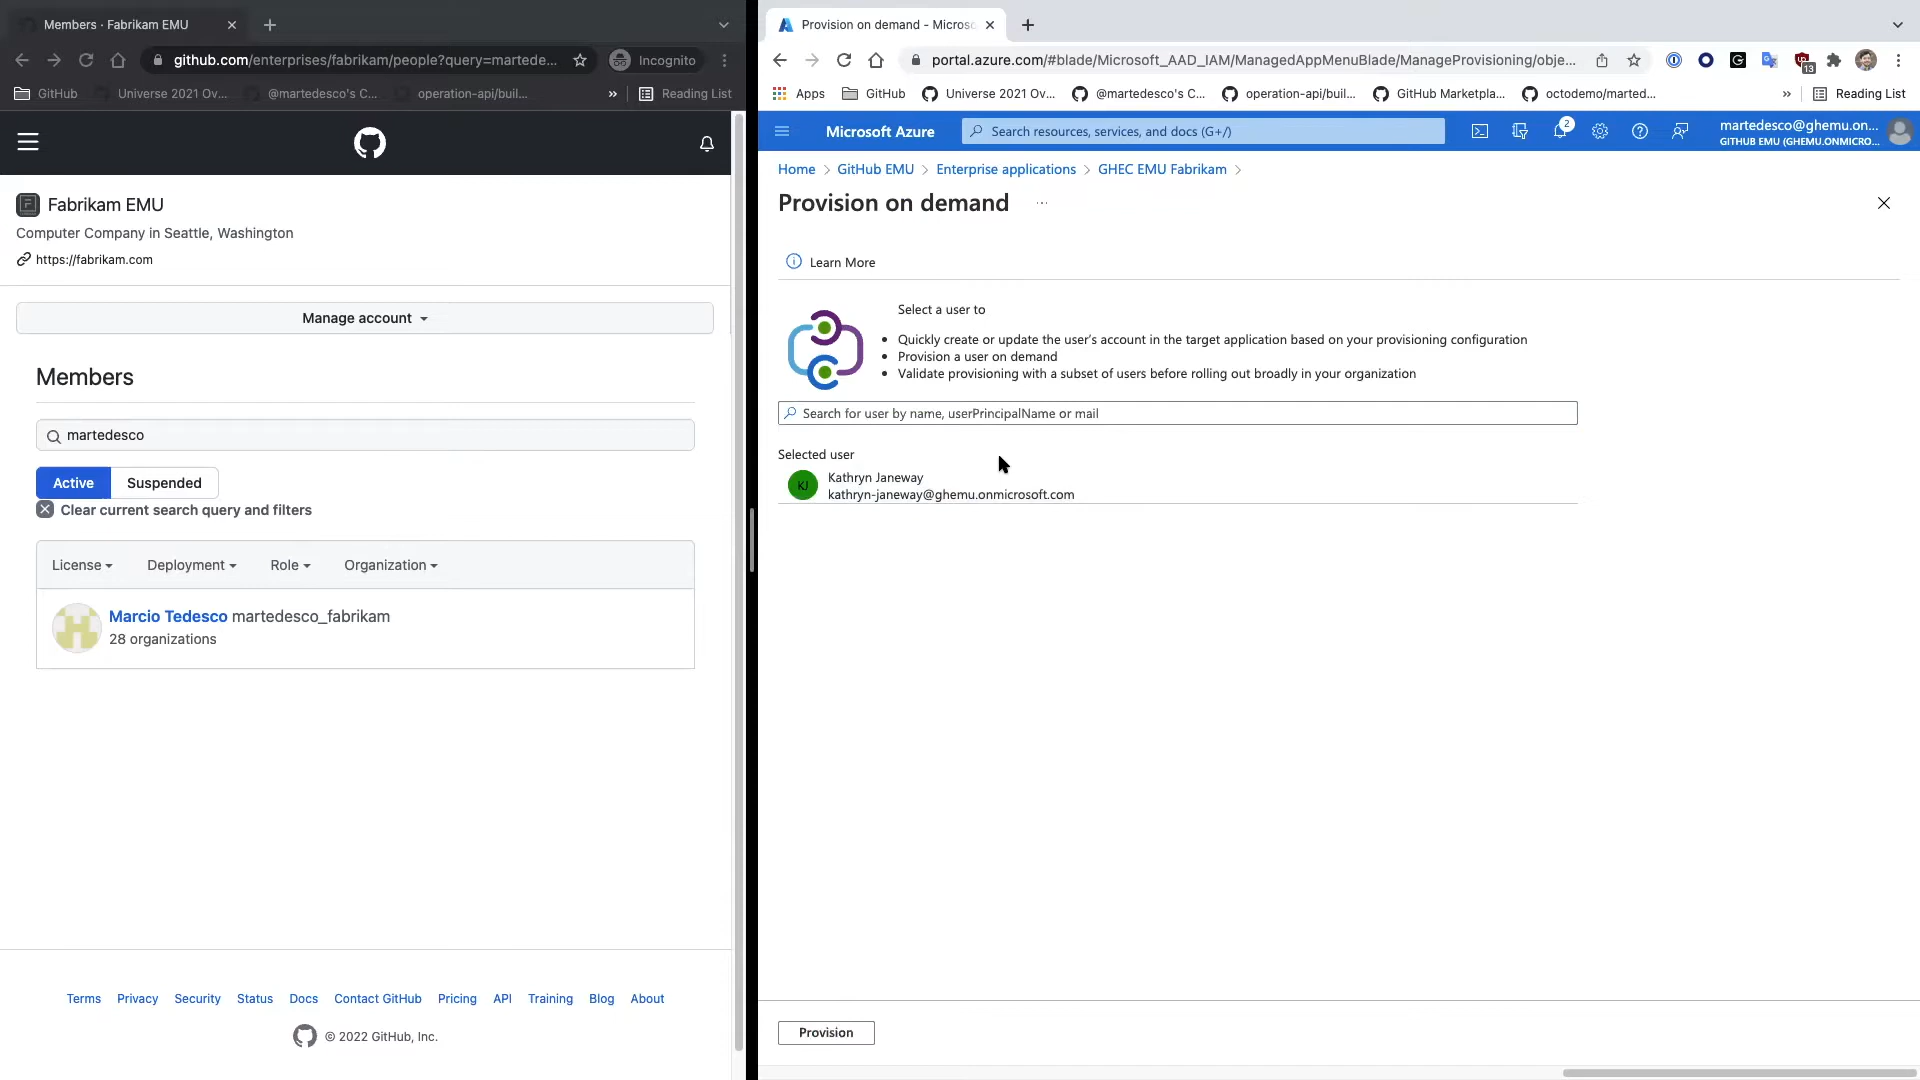 Members · Fabrikam EMU
github.com/enterprises/fabrikam/people?query=martede...
Incognito
GitHub
Universe 2021 Ov...
@martedesco's C...
operation-api/buil...
»
Reading List
Fabrikam EMU
Computer Company in Seattle, Washington
https://fabrikam.com
Manage account
Members
martedesco
Active
Suspended
Clear current search query and filters
License
Deployment
Role
Organization
Marcio Tedesco martedesco_fabrikam
28 organizations
Terms
Privacy
Security
Status
Docs
Contact GitHub
Pricing
API
Training
Blog
About
© 2022 GitHub, Inc.
Provision on demand - Micros
portal.azure.com/#blade/Microsoft_AAD_IAM/ManagedAppMenuBlade/ManageProvisioning/obje...
13
Apps
GitHub
Universe 2021 Ov...
@martedesco's C...
operation-api/buil...
GitHub Marketpla...
octodemo/marted...
»
Reading List
Microsoft Azure
Search resources, services, and docs (G+/)
2
martedesco@ghemu.on...
GITHUB EMU (GHEMU.ONMICRO...
Home > GitHub EMU > Enterprise applications > GHEC EMU Fabrikam >
Provision on demand
...
Learn More
Select a user to
• Quickly create or update the user's account in the target application based on your provisioning configuration
• Provision a user on demand
• Validate provisioning with a subset of users before rolling out broadly in your organization
Search for user by name, userPrincipalName or mail
Selected user
KJ
Kathryn Janeway
kathryn-janeway@ghemu.onmicrosoft.com
Provision